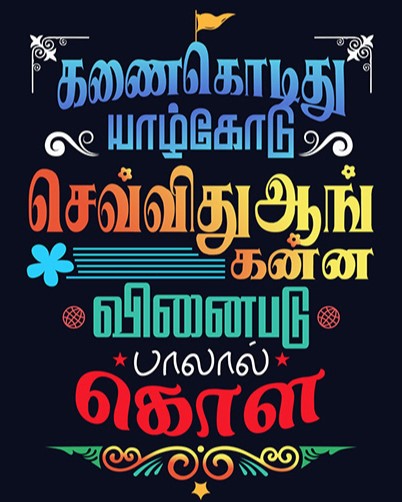 கணைகொடிது
யாழ்கோடு
செவ்விதுஆங்
கன்ன
வினைபடு
பாலால்
கொள